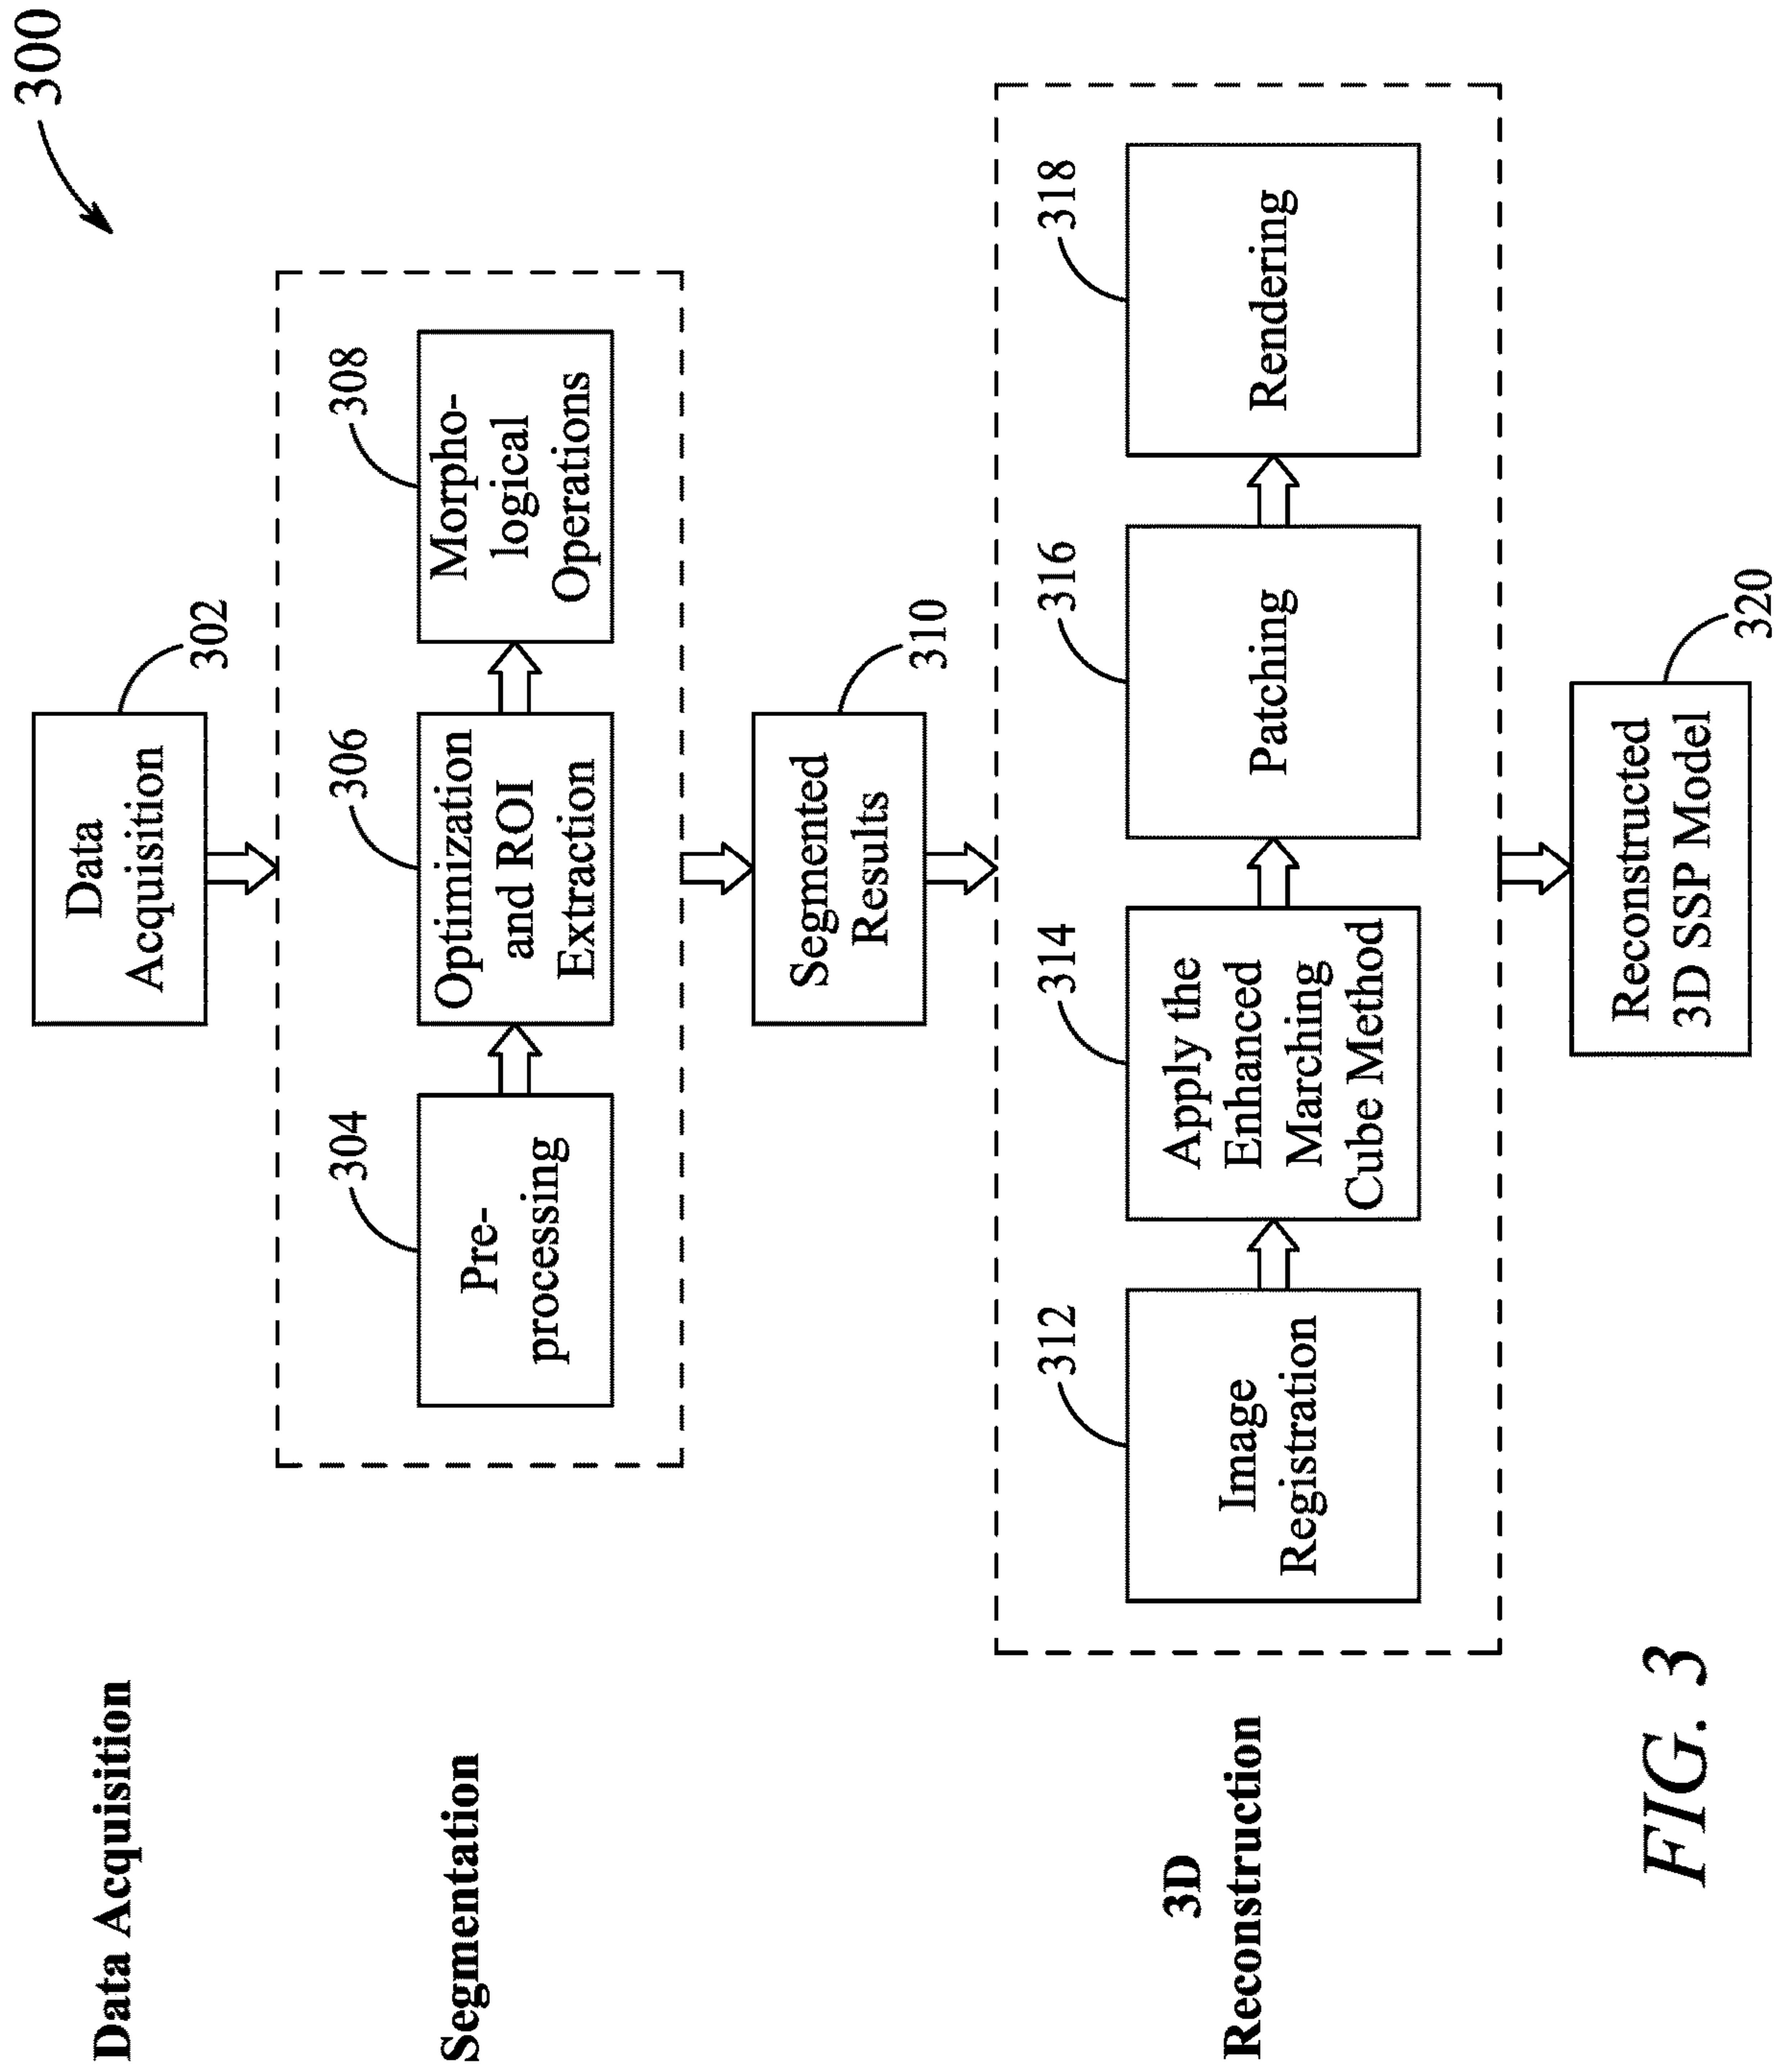 300
Data Acquisition
Data
Acquisition
302
Segmentation
304
Pre-
processing
306
Optimization
and ROI
Extraction
308
Morpho-
logical
Operations
Segmented
Results
310
3D
Reconstruction
312
Image
Registration
314
Apply the
Enhanced
Marching
Cube Method
316
Patching
318
Rendering
Reconstructed
3D SSP Model
320
FIG. 3